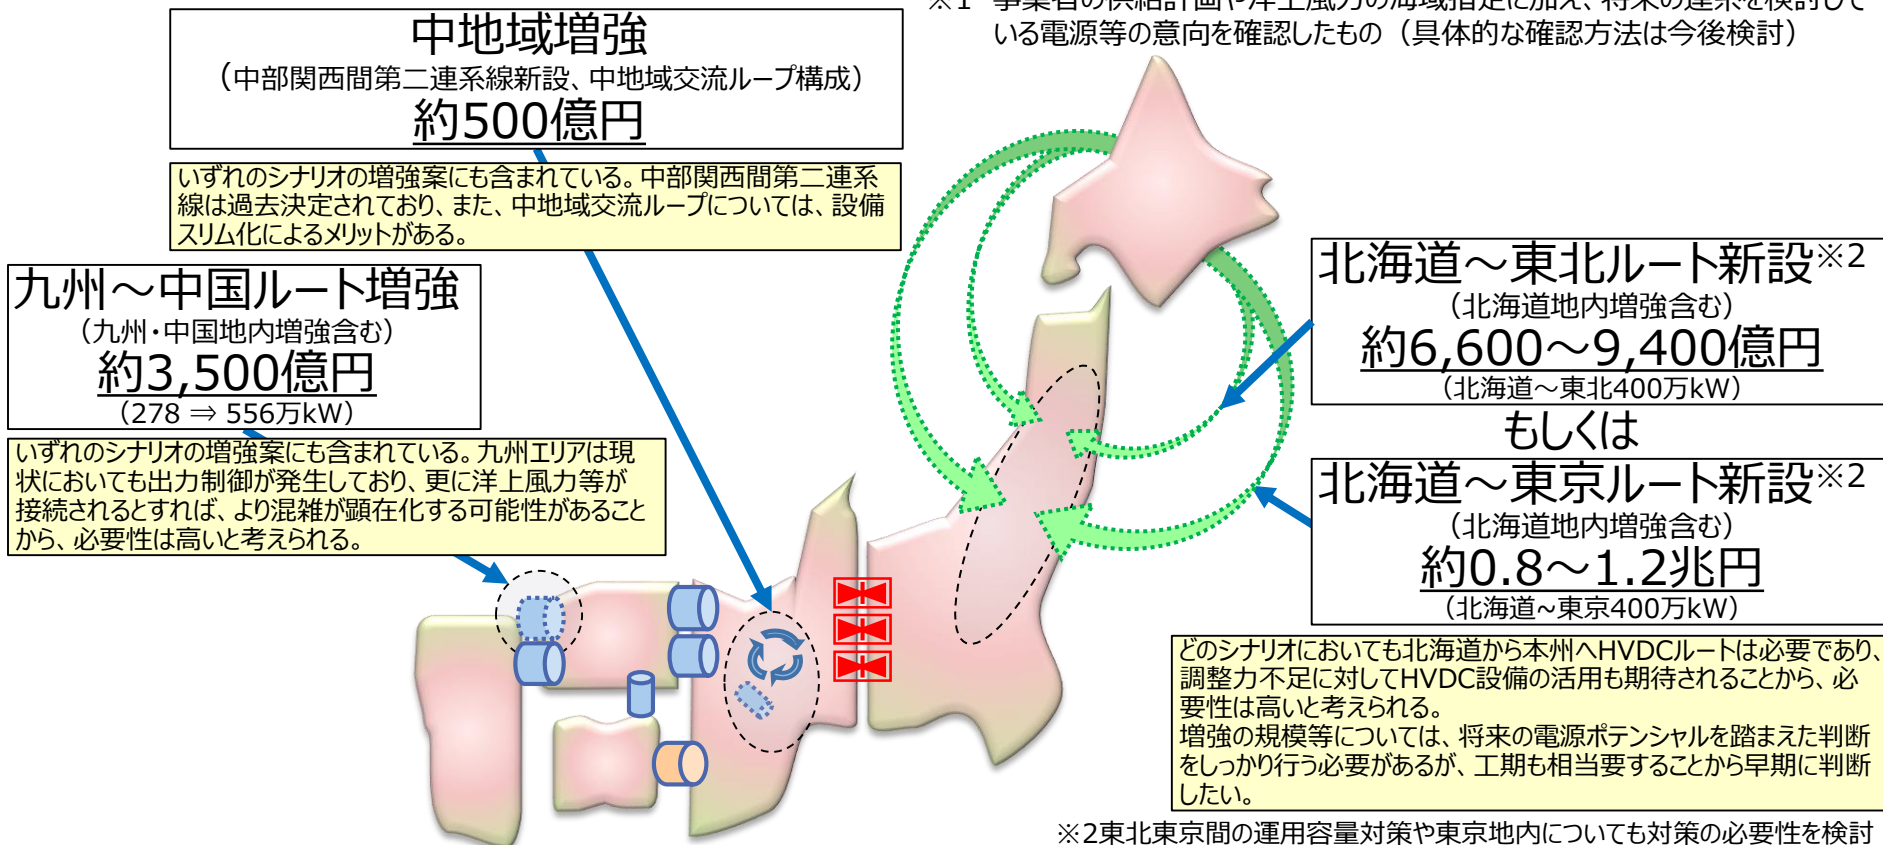 ※1 事業者の供給計画や洋上風力の海域指定に加え、将来の連系を検討して
いる電源等の意向を確認したもの（具体的な確認方法は今後検討）
中地域増強
（中部関西間第二連系線新設、中地域交流ループ構成）
約500億円
いずれのシナリオの増強案にも含まれている。中部関西間第二連系
線は過去決定されており、また、中地域交流ループについては、設備
スリム化によるメリットがある。
九州～中国ルート増強
（九州・中国地内増強含む）
約3,500億円
（278 ⇒ 556万kW）
いずれのシナリオの増強案にも含まれている。九州エリアは現
状においても出力制御が発生しており、更に洋上風力等が
接続されるとすれば、より混雑が顕在化する可能性があること
から、必要性は高いと考えられる。
北海道～東北ルート新設※2
（北海道地内増強含む）
約6,600～9,400億円
（北海道～東北400万kW）
もしくは
北海道～東京ルート新設※2
（北海道地内増強含む）
約0.8～1.2兆円
（北海道~東京400万kW）
どのシナリオにおいても北海道から本州へHVDCルートは必要であり、
調整力不足に対してHVDC設備の活用も期待されることから、必
要性は高いと考えられる。
増強の規模等については、将来の電源ポテンシャルを踏まえた判断
をしっかり行う必要があるが、工期も相当要することから早期に判断
したい。
※2東北東京間の運用容量対策や東京地内についても対策の必要性を検討